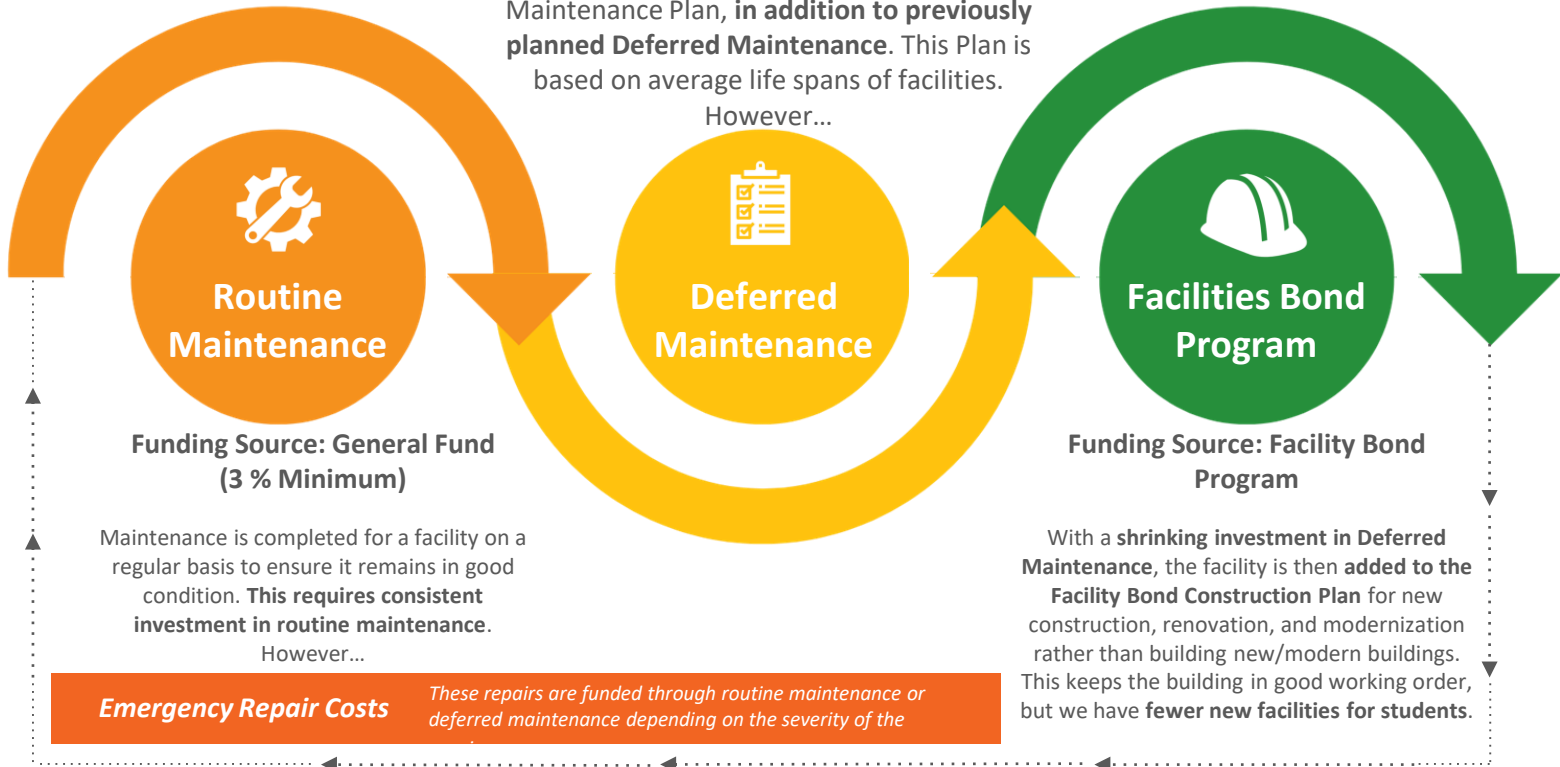 Maintenance Plan, in addition to previously
planned Deferred Maintenance. This Plan is
based on average life spans of facilities.
However…
Routine
Maintenance
Deferred
Maintenance
Facilities Bond
Program
Funding Source: General Fund
(3 % Minimum)
Maintenance is completed for a facility on a
regular basis to ensure it remains in good
condition. This requires consistent
investment in routine maintenance.
However…
Funding Source: Facility Bond
Program
With a shrinking investment in Deferred
Maintenance, the facility is then added to the
Facility Bond Construction Plan for new
construction, renovation, and modernization
rather than building new/modern buildings.
This keeps the building in good working order,
but we have fewer new facilities for students.
Emergency Repair Costs
These repairs are funded through routine maintenance or
deferred maintenance depending on the severity of the